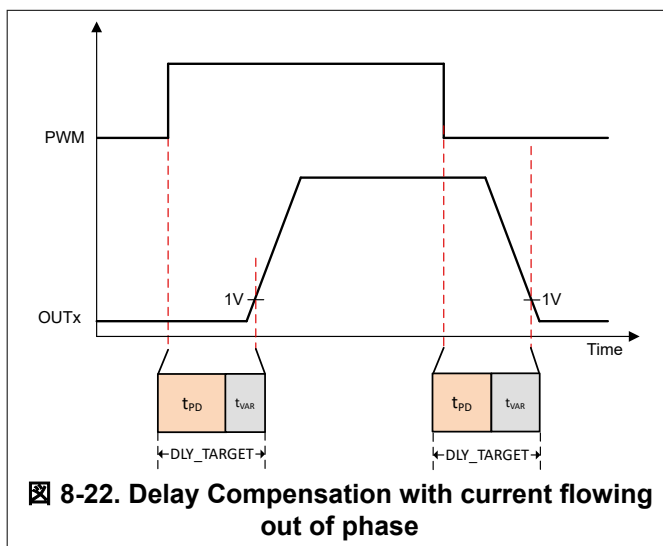 PWM
1V
1V
OUTx
Time
tPD
tVAR
tPD
tVAR
DLY_TARGET
DLY_TARGET
図 8-22. Delay Compensation with current flowing
out of phase